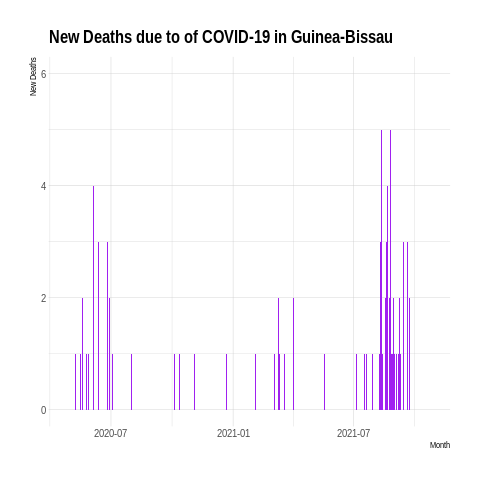 New Deaths due to of COVID-19 in Guinea-Bissau
New Deaths
6
4
2
0
2020-07 2021-01 2021-07
Month